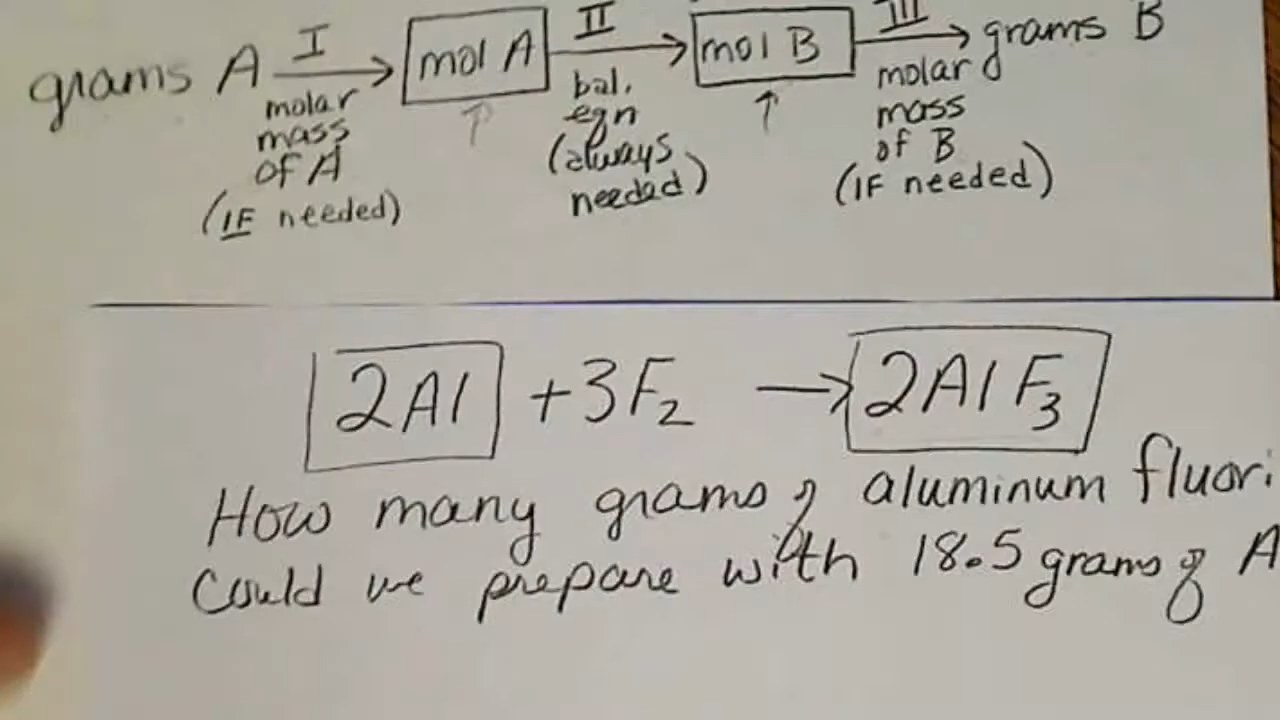 grams A I mol A II mol B III grams B
molar mass of A (IF needed)
bal. eqn (always needed)
molar mass of B (IF needed)
2Al + 3F₂ → 2AlF₃
How many grams of aluminum fluori
Could we prepare with 18.5 grams of A